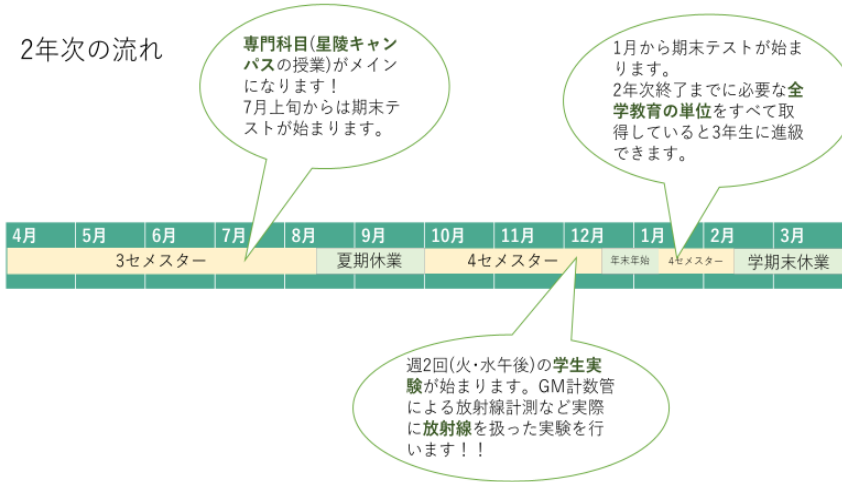 2年次の流れ
専門科目(星陵キャン
パスの授業)がメイン
になります！
7月上旬からは期末テ
ストが始まります。
1月から期末テストが始ま
ります。
2年次終了までに必要な全
学教育の単位をすべて取
得していると3年生に進級
できます。
4月 5月 6月 7月 8月 9月 10月 11月 12月 1月 2月 3月
3セメスター 夏期休業 4セメスター 年末年始 4セメスター 学期末休業
週2回(火・水午後)の学生実
験が始まります。GM計数管
による放射線計測など実際
に放射線を扱った実験を行
います！！